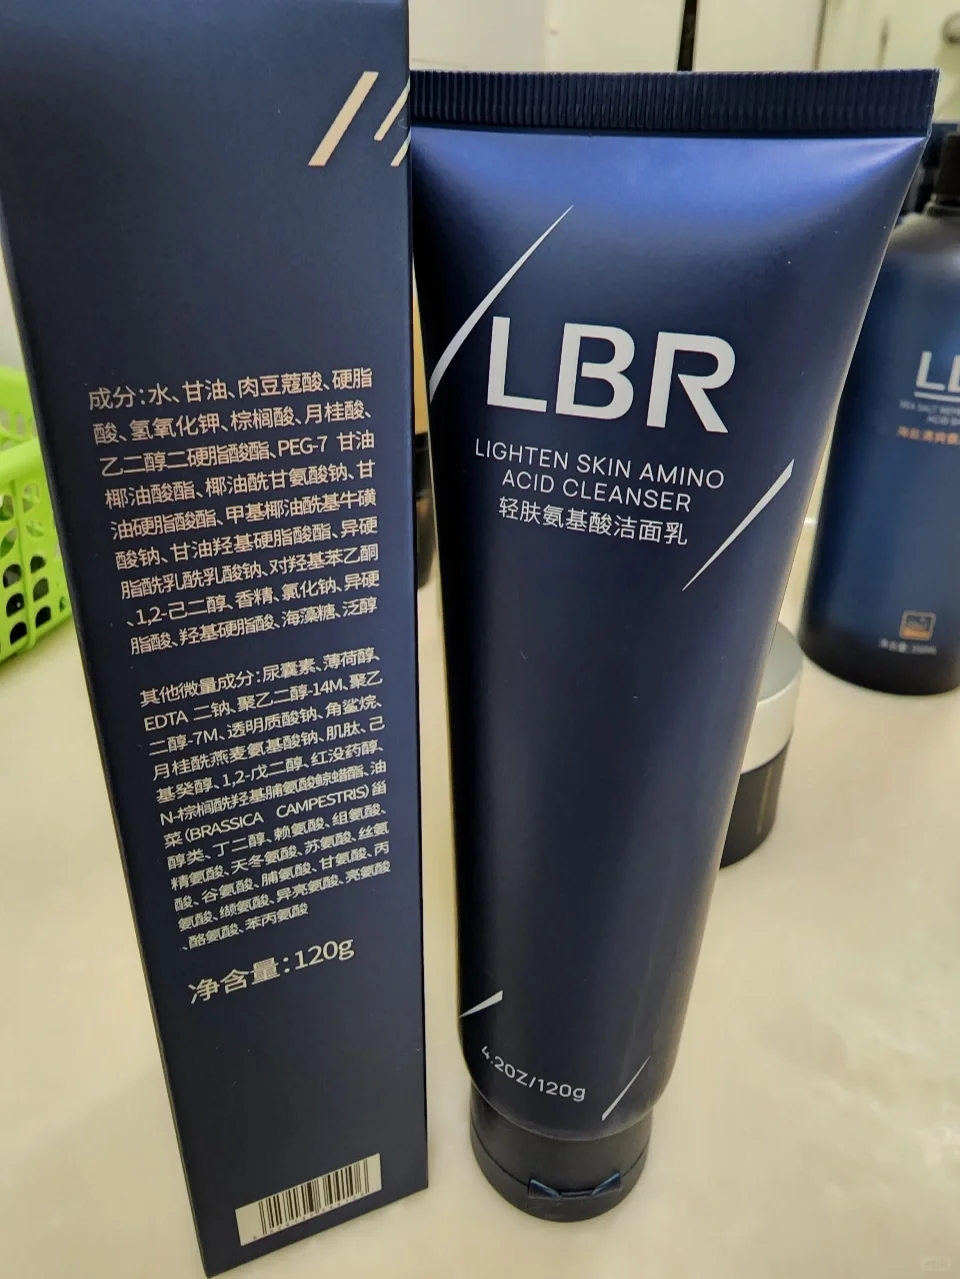 成分:水、甘油、肉豆蔻酸、硬脂
酸、氢氧化钾、棕榈酸、月桂酸、
乙二醇二硬脂酸酯、PEG-7 甘油
椰油酸酯、椰油酰甘氨酸钠、甘
油硬脂酸酯、甲基椰油酰基牛磺
酸钠、甘油羟基硬脂酸酯、异硬
脂酰乳酰乳酸钠、对羟基苯乙酮
、1,2-己二醇、香精、氯化钠、异硬
脂酸、羟基硬脂酸、海藻糖、泛醇
其他微量成分:尿囊素、薄荷醇、
EDTA 二钠、聚乙二醇-14M、聚乙
二醇-7M、透明质酸钠、角鲨烷、
月桂酰燕麦氨基酸钠、肌肽、己
基癸醇、1,2-戊二醇、红没药醇、
N-棕榈酰羟基脯氨酸鲸蜡酯、油
菜(BRASSICA CAMPESTRIS)甾
醇类、丁二醇、赖氨酸、组氨酸、
精氨酸、天冬氨酸、苏氨酸、丝氨
酸、谷氨酸、脯氨酸、甘氨酸、丙
氨酸、缬氨酸、异亮氨酸、亮氨酸
、酪氨酸、苯丙氨酸
净含量:120g
LBR
LIGHTEN SKIN AMINO
ACID CLEANSER
轻肤氨基酸洁面乳
4.2OZ/120g